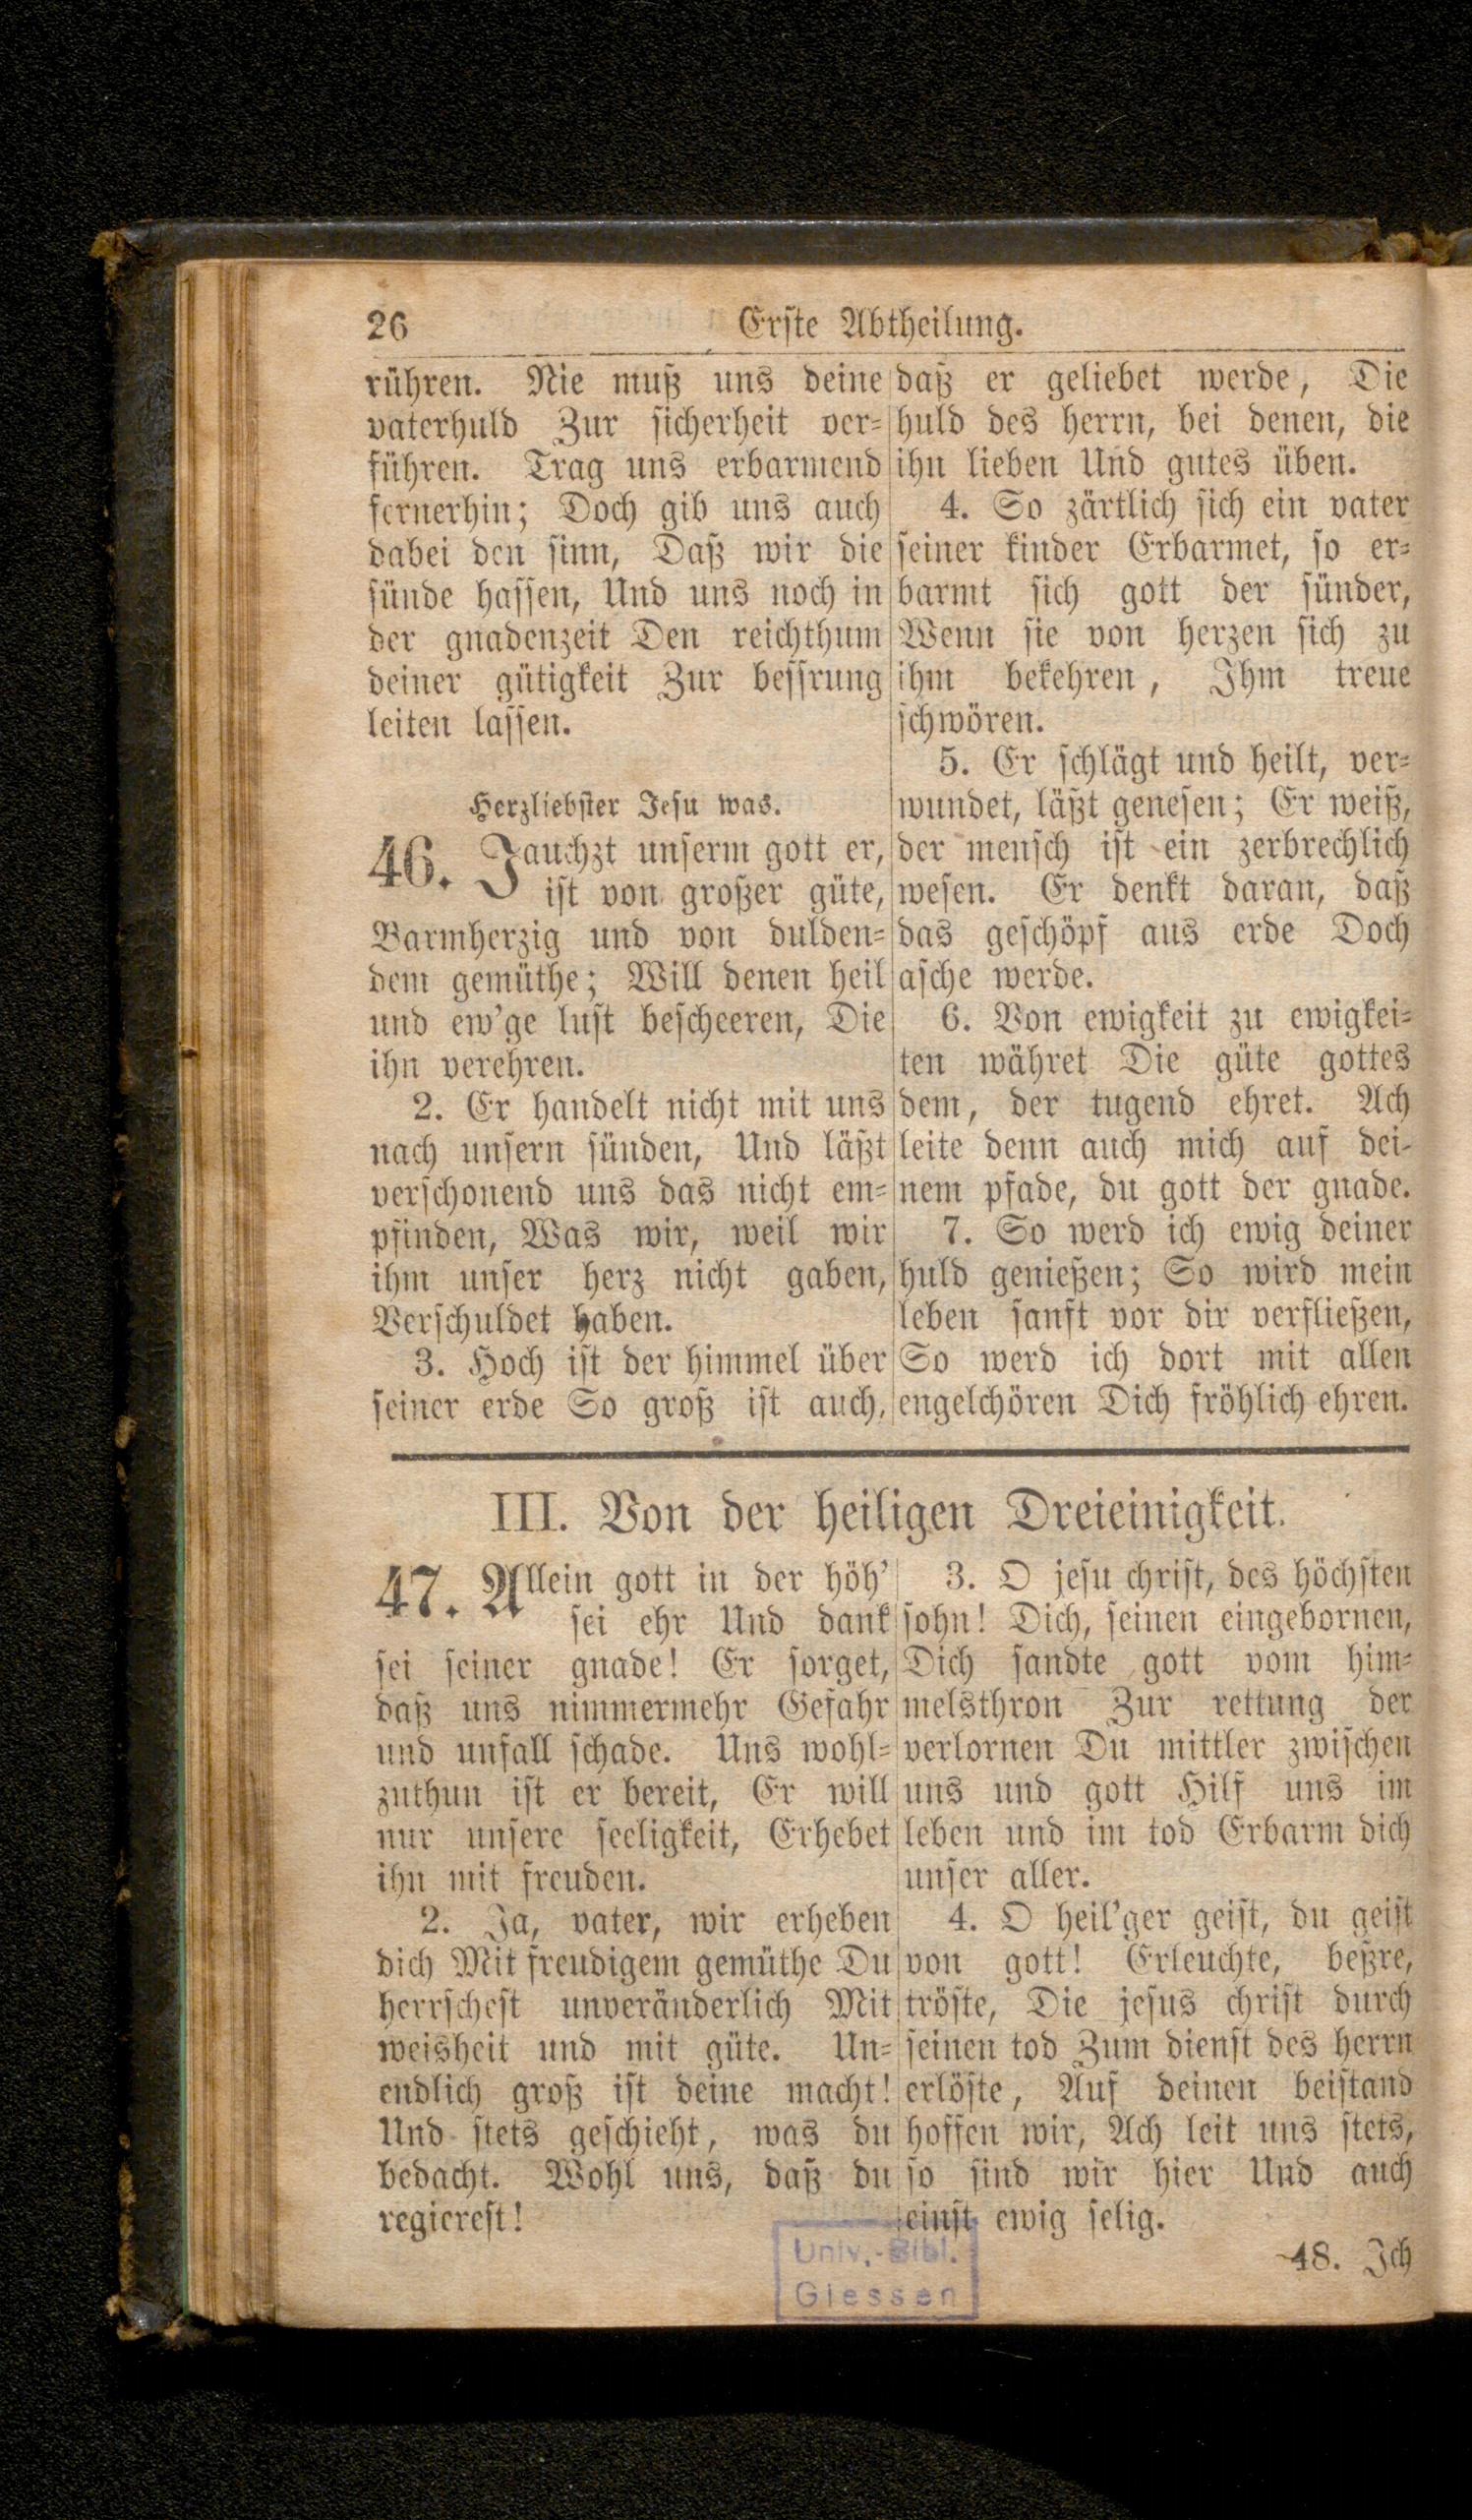 26
Erste Abtheilung.
rühren. Nie muß uns deine
vaterhuld Zur sicherheit ver=
führen. Trag uns erbarmend
fernerhin; Doch gib uns auch
dabei den sinn, Daß wir die
sünde hassen, Und uns noch in
der gnadenzeit Den reichthum
deiner gütigkeit Zur bessrung
leiten lassen.
Herzliebster Jesu was.
46. Jauchzt unserm gott er,
ist von großer güte,
Barmherzig und von dulden=
dem gemüthe; Will denen heil
und ew'ge lust bescheeren, Die
ihn verehren.
2. Er handelt nicht mit uns
nach unsern sünden, Und läßt
verschonend uns das nicht em=
pfinden, Was wir, weil wir
ihm unser herz nicht gaben,
Verschuldet haben.
3. Hoch ist der himmel über
seiner erde So groß ist auch,
daß er geliebet werde, Die
huld des herrn, bei denen, die
ihn lieben Und gutes üben.
4. So zärtlich sich ein vater
seiner kinder Erbarmet, so er=
barmt sich gott der sünder,
Wenn sie von herzen sich zu
ihm bekehren, Ihm treue
schwören.
5. Er schlägt und heilt, ver=
wundet, läßt genesen; Er weiß,
der mensch ist ein zerbrechlich
wesen. Er denkt daran, daß
das geschöpf aus erde Doch
asche werde.
6. Von ewigkeit zu ewigkei=
ten währet Die güte gottes
dem, der tugend ehret. Ach
leite denn auch mich auf dei-
nem pfade, du gott der gnade.
7. So werd ich ewig deiner
huld genießen; So wird mein
leben sanft vor dir verfließen,
So werd ich dort mit allen
engelchören Dich fröhlich ehren.
III. Von der heiligen Dreieinigkeit.
47. Allein gott in der höh'
sei ehr Und dank
sei seiner gnade! Er sorget,
daß uns nimmermehr Gefahr
und unfall schade. Uns wohl=
zuthun ist er bereit, Er will
nur unsere seeligkeit, Erhebet
ihn mit freuden.
2. Ja, vater, wir erheben
dich Mit freudigem gemüthe Du
herrschest unveränderlich Mit
weisheit und mit güte. Un=
endlich groß ist deine macht!
Und stets geschieht, was du
bedacht. Wohl uns, daß du
regierest!
3. O jesu christ, des höchsten
sohn! Dich, seinen eingebornen,
Dich sandte gott vom him=
melsthron Zur rettung der
verlornen Du mittler zwischen
uns und gott Hilf uns im
leben und im tod Erbarm dich
unser aller.
4. O heil'ger geist, du geist
von gott! Erleuchte, beßre,
tröste, Die jesus christ durch
seinen tod Zum dienst des herrn
erlöste, Auf deinen beistand
hoffen wir, Ach leit uns stets,
so sind wir hier Und auch
einst ewig selig.
48. Ich
Univ.-Bibl.
Giessen